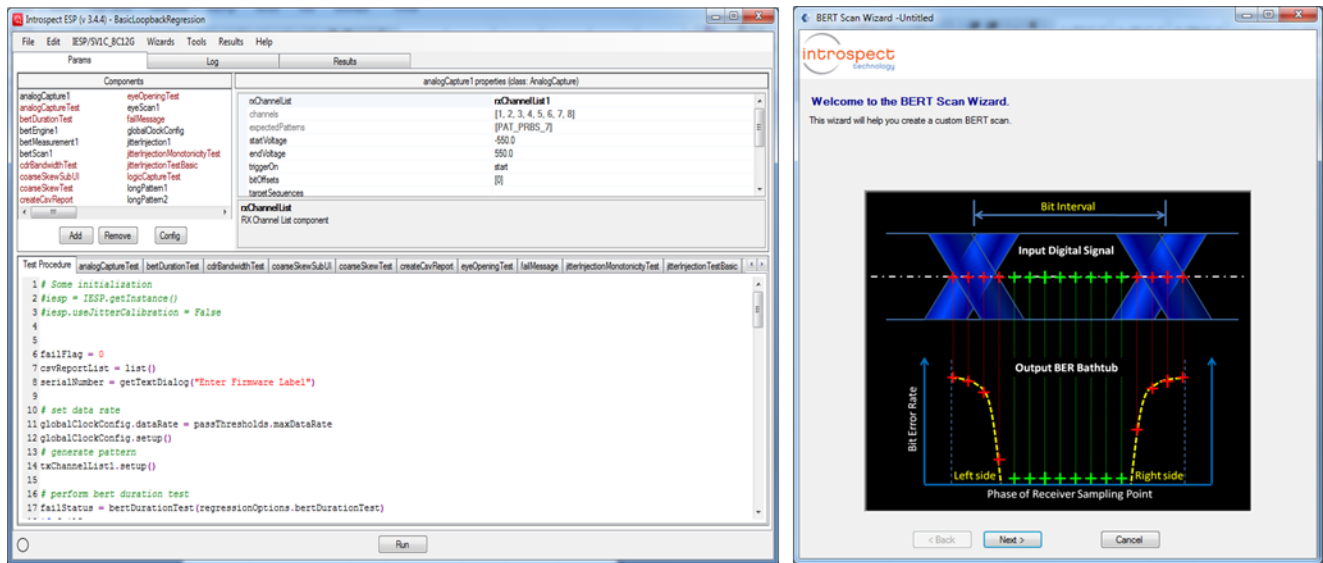 Introspect ESP (v 3.4.4) - BasicLoopbackRegression
File Edit IESP/SV1C_BC12G Wizards Tools Results Help
Params Log Results
Components
analogCapture1 eyeOpeningTest
analogCaptureTest eyeScan1
bertDurationTest failMessage
bertEngine1 globalClockConfig
bertMeasurement1 jitterInjection1
bertScan1 jitterInjectionMonotonicityTest
cdrBandwidthTest jitterInjectionTestBasic
coarseSkewSubUI logicCaptureTest
coarseSkewTest longPattern1
createCsvReport longPattern2
Add Remove Config
analogCapture1 properties (class: AnalogCapture)
rxChannelList rxChannelList1
channels [1, 2, 3, 4, 5, 6, 7, 8]
expectedPatterns [PAT_PRBS_7]
startVoltage -550.0
endVoltage 550.0
triggerOn start
bitOffsets [0]
targetSequences
rxChannelList
RX Channel List component
Test Procedure analogCaptureTest bertDurationTest cdrBandwidthTest coarseSkewSubUI coarseSkewTest createCsvReport eyeOpeningTest failMessage jitterInjectionMonotonicityTest jitterInjectionTestBasic
1 # Some initialization
2 #iesp = IESP.getInstance()
3 #iesp.useJitterCalibration = False
4
5
6 failFlag = 0
7 csvReportList = list()
8 serialNumber = getTextDialog("Enter Firmware Label")
9
10 # set data rate
11 globalClockConfig.dataRate = passThresholds.maxDataRate
12 globalClockConfig.setup()
13 # generate pattern
14 txChannelList1.setup()
15
16 # perform bert duration test
17 failStatus = bertDurationTest(regressionOptions.bertDurationTest)
Run
BERT Scan Wizard -Untitled
introspect
technology
Welcome to the BERT Scan Wizard.
This wizard will help you create a custom BERT scan.
Bit Interval
Input Digital Signal
Output BER Bathtub
Bit Error Rate
Left side Right side
Phase of Receiver Sampling Point
< Back Next > Cancel